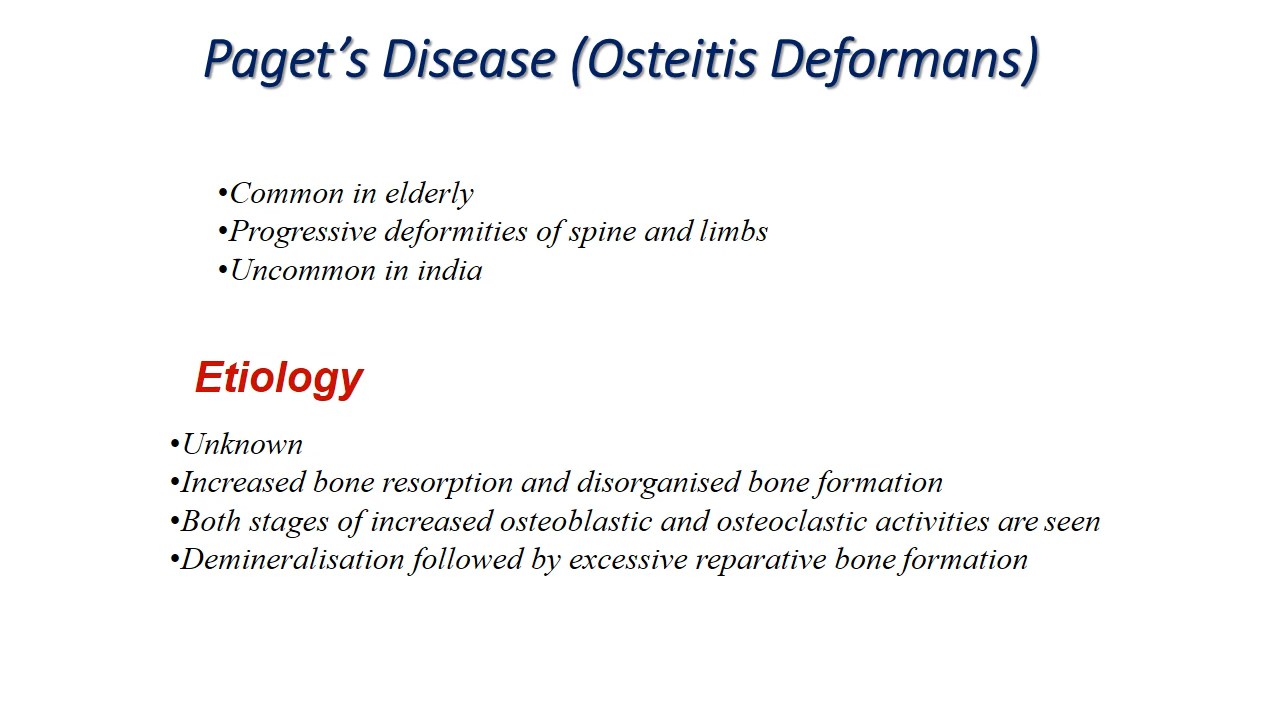 Paget’s Disease (Osteitis Deformans)
•Common in elderly
•Progressive deformities of spine and limbs
•Uncommon in india
Etiology
•Unknown
•Increased bone resorption and disorganised bone formation
•Both stages of increased osteoblastic and osteoclastic activities are seen
•Demineralisation followed by excessive reparative bone formation